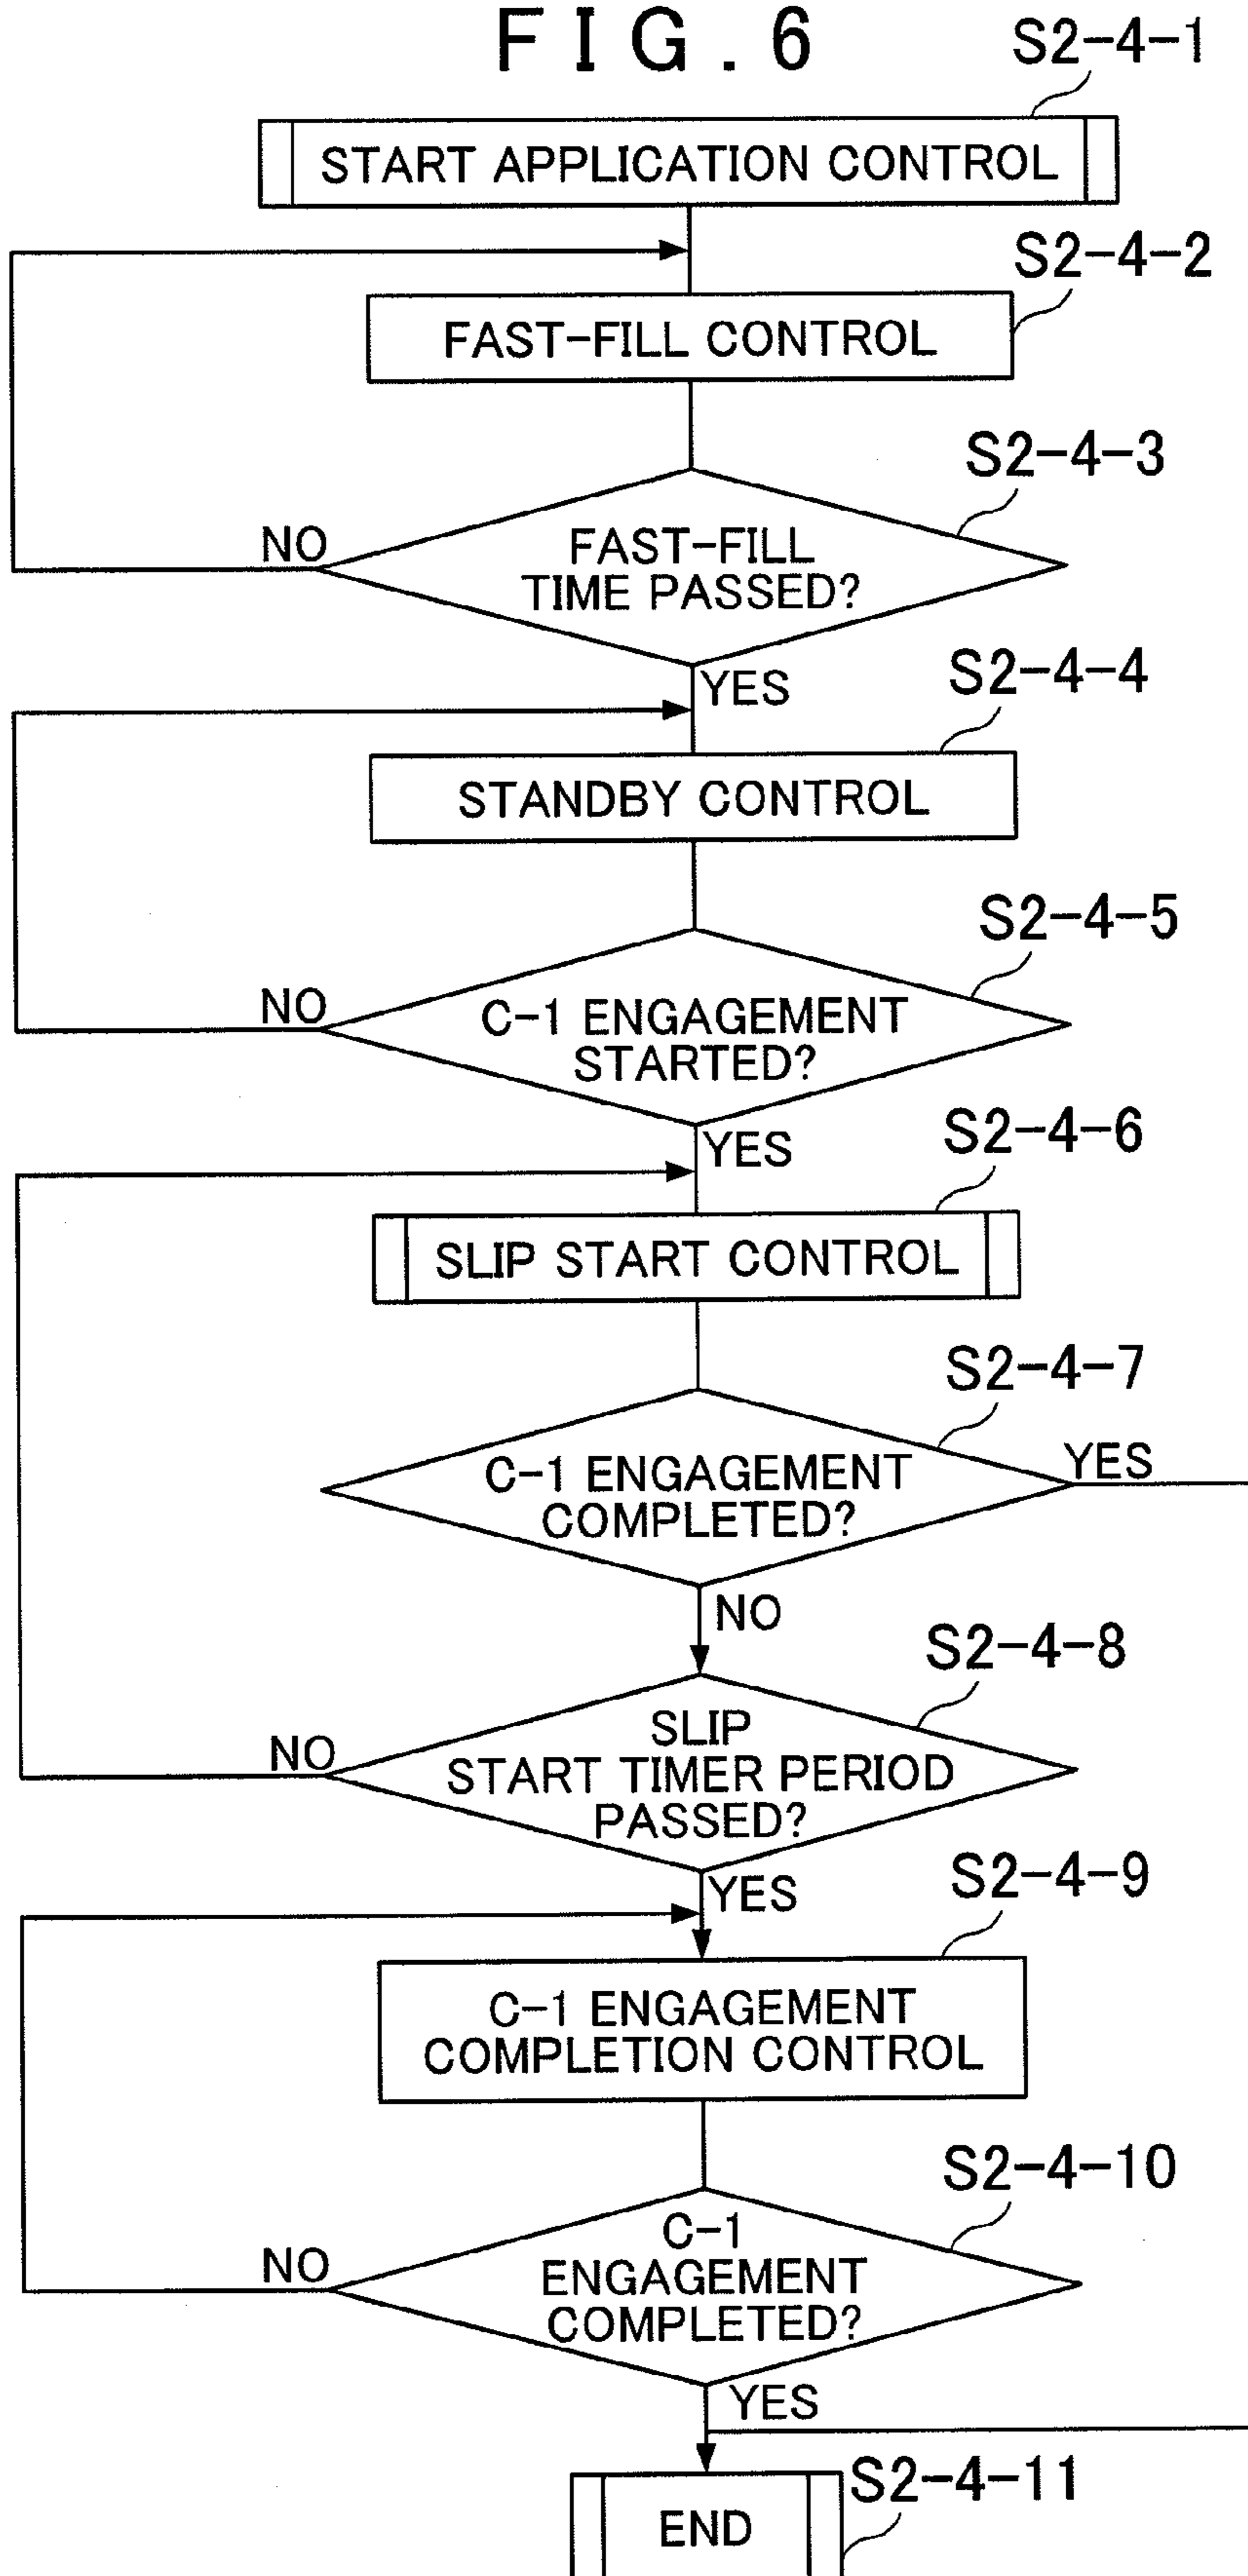 FIG. 6
S2-4-1
START APPLICATION CONTROL
S2-4-2
FAST-FILL CONTROL
S2-4-3
NO
FAST-FILL
TIME PASSED?
YES
S2-4-4
STANDBY CONTROL
S2-4-5
NO
C-1 ENGAGEMENT
STARTED?
YES
S2-4-6
SLIP START CONTROL
S2-4-7
C-1 ENGAGEMENT
COMPLETED?
YES
NO
S2-4-8
NO
SLIP
START TIMER PERIOD
PASSED?
YES
S2-4-9
C-1 ENGAGEMENT
COMPLETION CONTROL
S2-4-10
NO
C-1
ENGAGEMENT
COMPLETED?
YES
S2-4-11
END